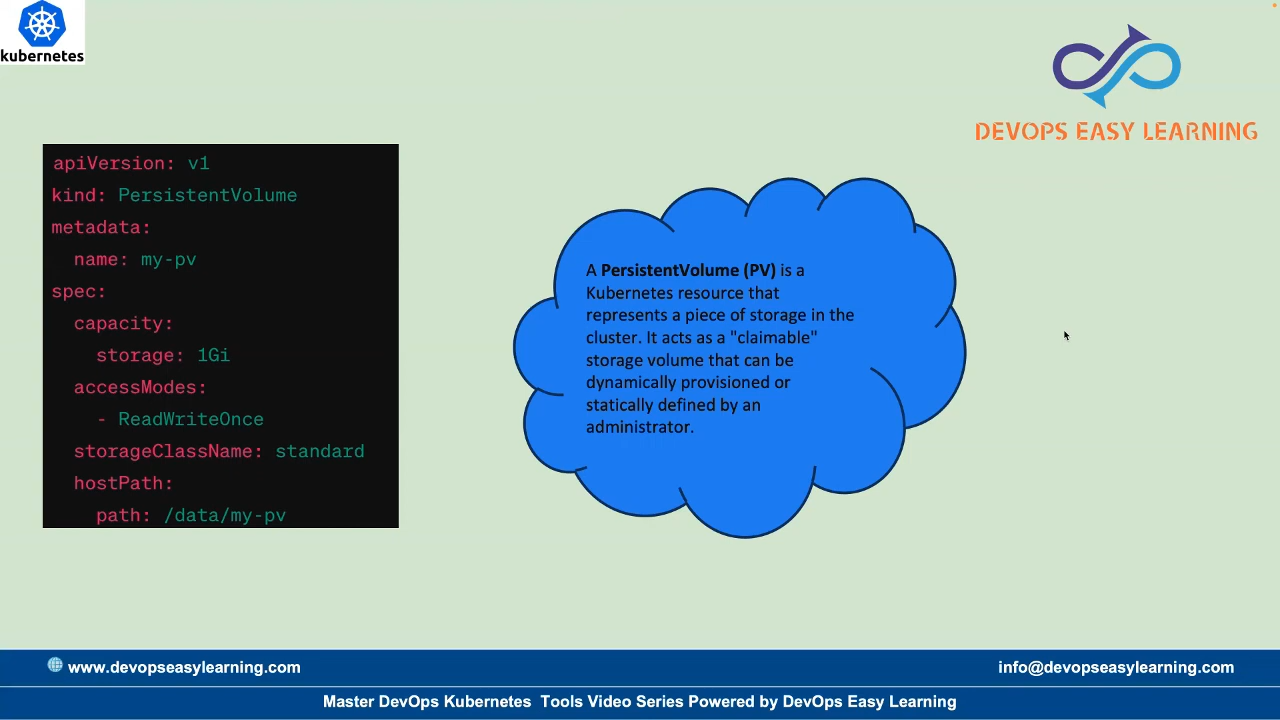 kubernetes
DEVOPS EASY LEARNING
apiVersion: v1
kind: PersistentVolume
metadata:
  name: my-pv
spec:
  capacity:
    storage: 1Gi
  accessModes:
    - ReadWriteOnce
  storageClassName: standard
  hostPath:
    path: /data/my-pv
A PersistentVolume (PV) is a
Kubernetes resource that
represents a piece of storage in the
cluster. It acts as a "claimable"
storage volume that can be
dynamically provisioned or
statically defined by an
administrator.
www.devopseasylearning.com
info@devopseasylearning.com
Master DevOps Kubernetes  Tools Video Series Powered by DevOps Easy Learning